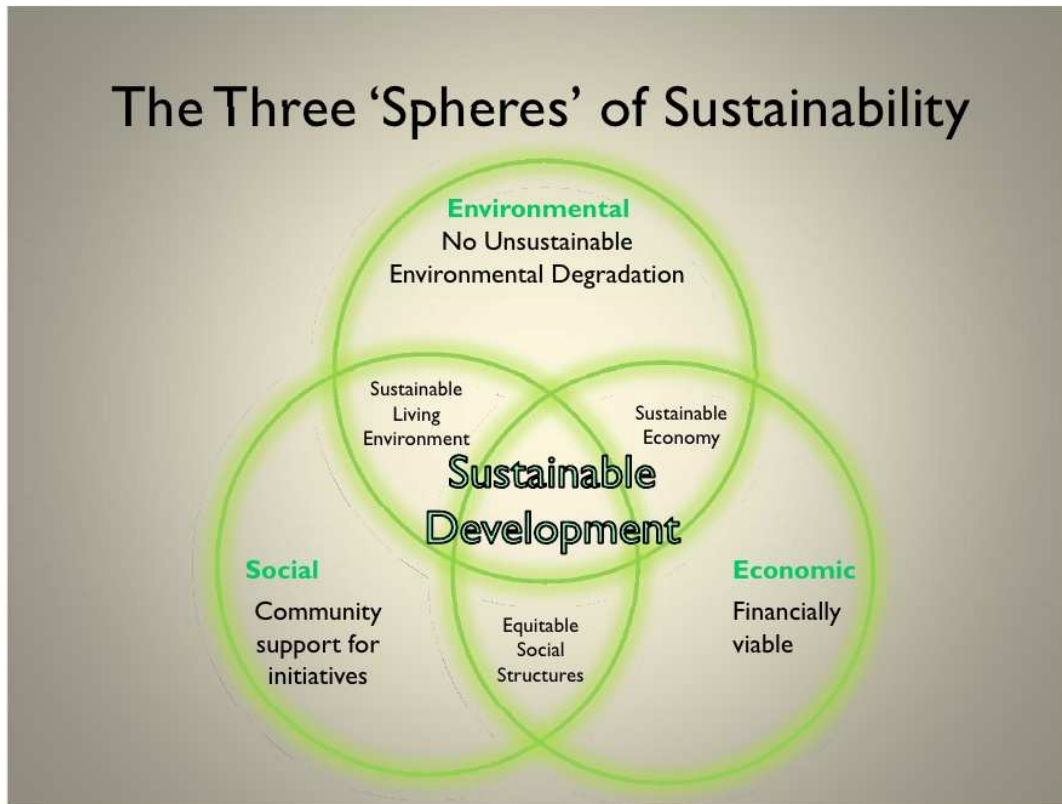 The Three ‘Spheres’ of Sustainability
Environmental
No Unsustainable
Environmental Degradation
Sustainable
Living
Environment
Sustainable
Economy
Sustainable
Development
Social
Community
support for
initiatives
Economic
Financially
viable
Equitable
Social
Structures